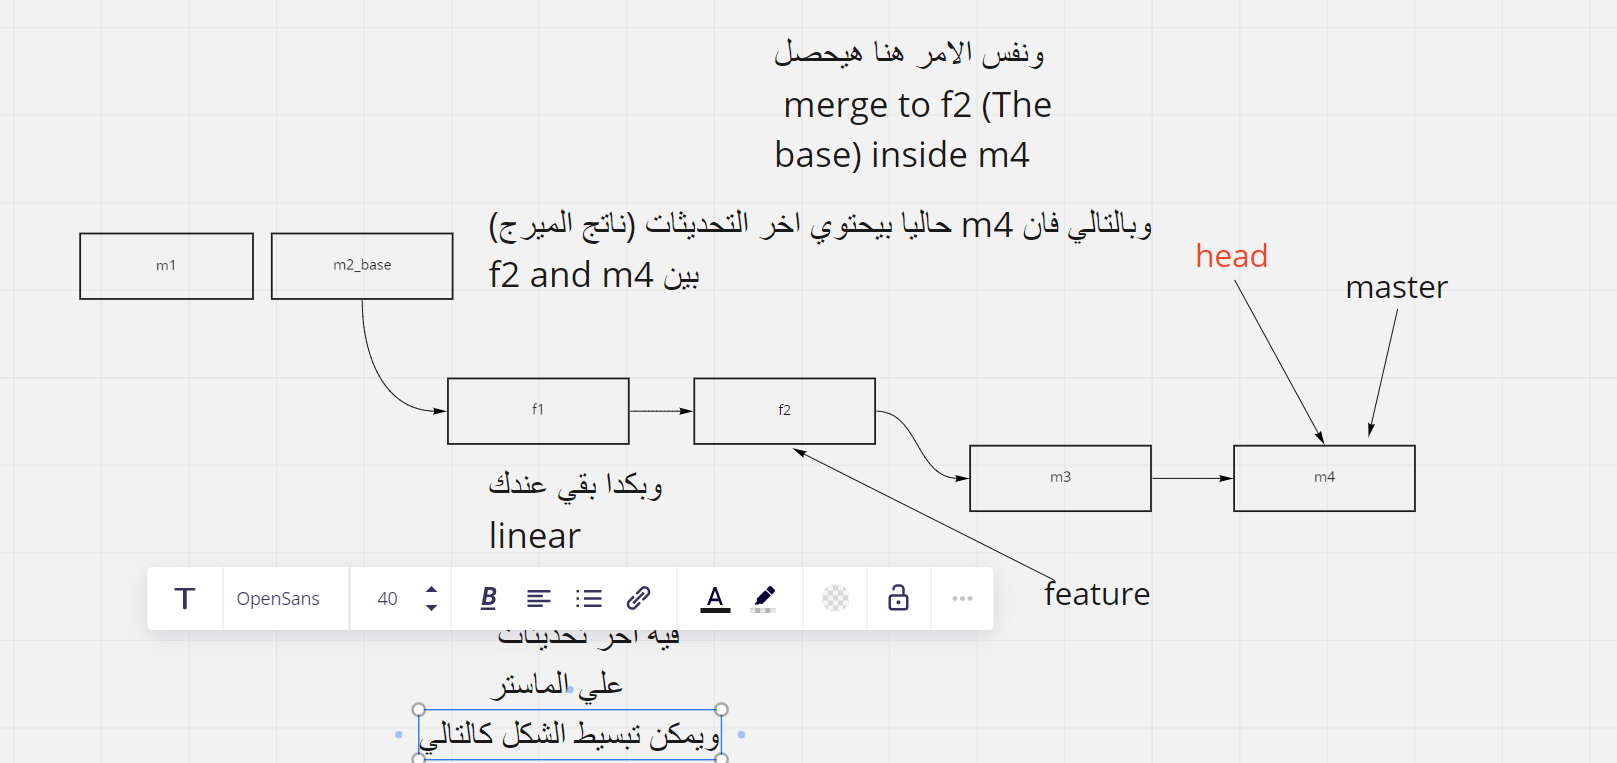 ونفس الامر هنا هيحصل
merge to f2 (The
base) inside m4
وبالتالي فان m4 حاليا بيحتوي اخر التحديثات (ناتج الميرج)
بين f2 and m4
head
master
m1
m2_base
f1
f2
m3
m4
وبكدا بقي عندك
linear
feature
T
OpenSans
40
B
A
فيه اخر تحديثات
علي الماستر
ويمكن تبسيط الشكل كالتالي